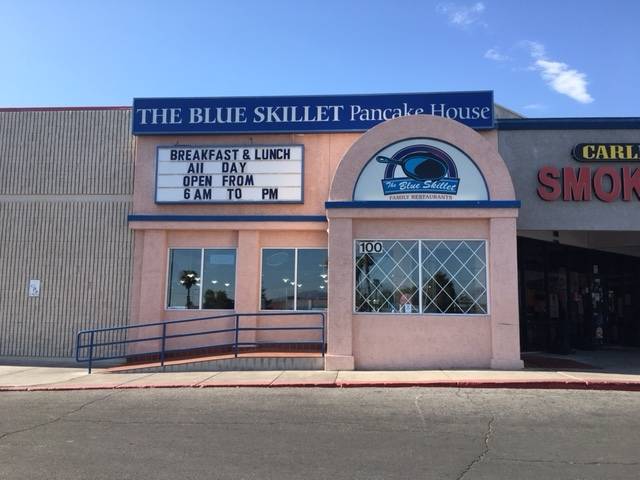 THE BLUE SKILLET Pancake House
BREAKFAST & LUNCH
All DAY
OPEN FROM
6 AM TO PM
The
Blue Skillet
FAMILY RESTAURANTS
100
CARL
SMOK